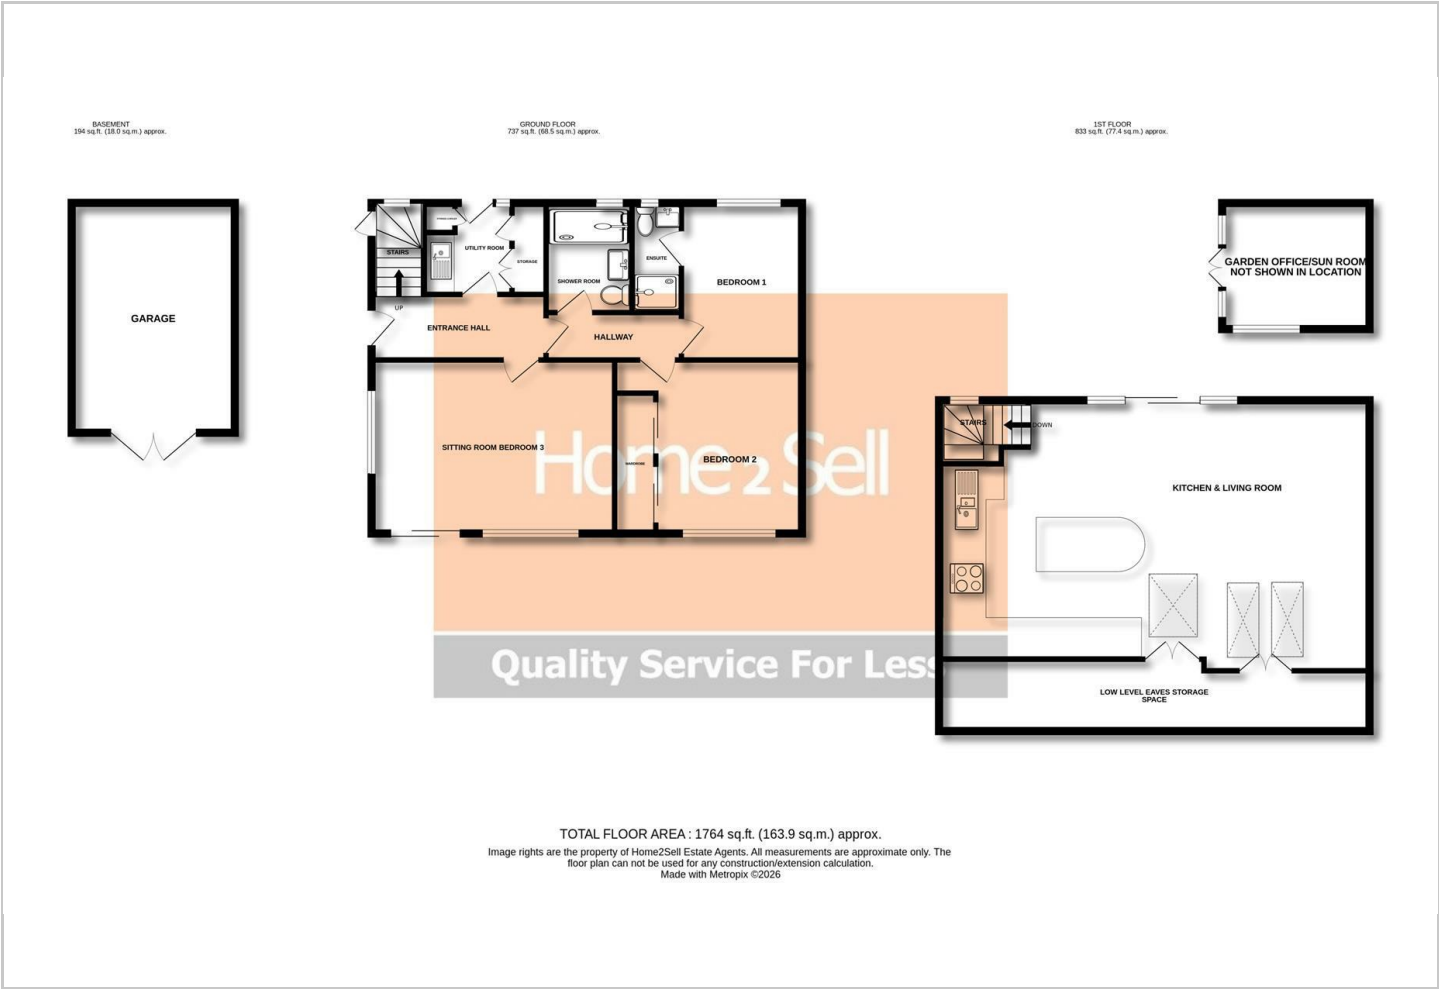 BASEMENT
194 sq.ft. (18.0 sq.m.) approx.
GROUND FLOOR
737 sq.ft. (68.5 sq.m.) approx.
1ST FLOOR
833 sq.ft. (77.4 sq.m.) approx.
GARAGE
STAIRS
UP
UTILITY ROOM
STORAGE
SHOWER ROOM
ENSUITE
BEDROOM 1
ENTRANCE HALL
HALLWAY
SITTING ROOM BEDROOM 3
BEDROOM 2
WARDROBE
GARDEN OFFICE/SUN ROOM
NOT SHOWN IN LOCATION
STAIRS
DOWN
KITCHEN & LIVING ROOM
LOW LEVEL EAVES STORAGE
SPACE
Home2Sell
Quality Service For Less
TOTAL FLOOR AREA : 1764 sq.ft. (163.9 sq.m.) approx.
Image rights are the property of Home2Sell Estate Agents. All measurements are approximate only. The
floor plan can not be used for any construction/extension calculation.
Made with Metropix ©2026